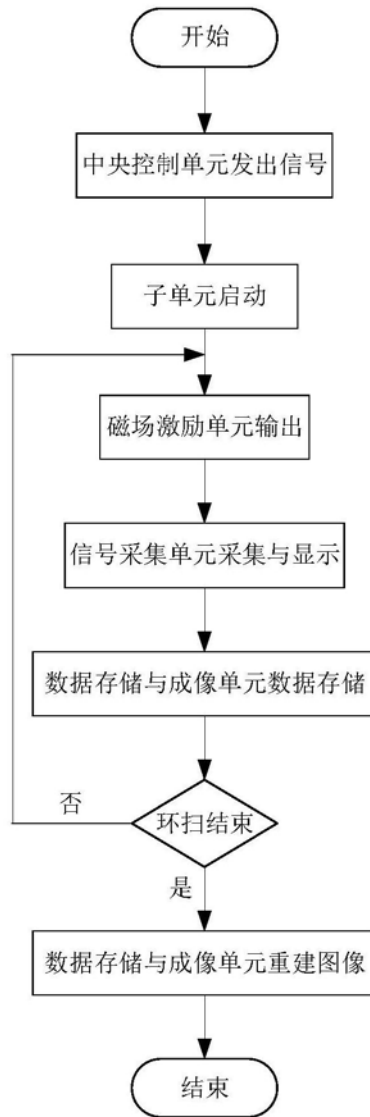 开始
中央控制单元发出信号
子单元启动
磁场激励单元输出
信号采集单元采集与显示
数据存储与成像单元数据存储
环扫结束
否
是
数据存储与成像单元重建图像
结束